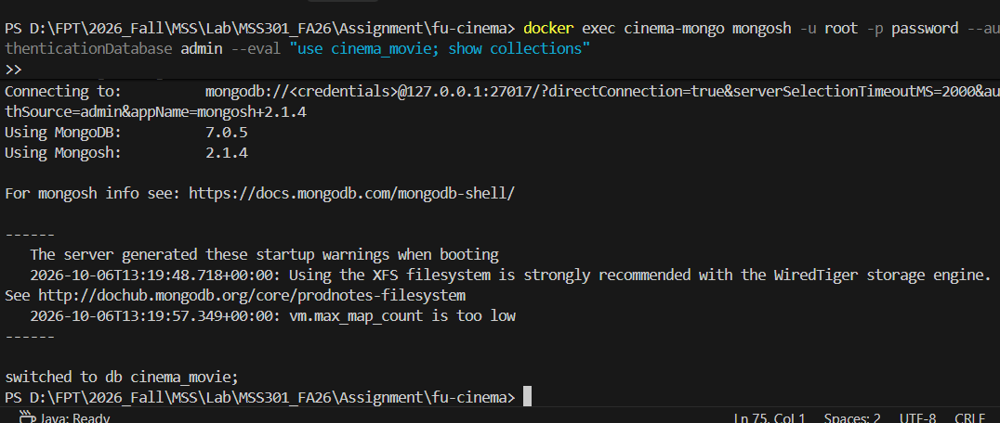 PS D:\FPT\2026_Fall\MSS\Lab\MSS301_FA26\Assignment\fu-cinema> docker exec cinema-mongo mongosh -u root -p password --au
thenticationDatabase admin --eval "use cinema_movie; show collections"
>>
Connecting to:          mongodb://<credentials>@127.0.0.1:27017/?directConnection=true&serverSelectionTimeoutMS=2000&au
thSource=admin&appName=mongosh+2.1.4
Using MongoDB:          7.0.5
Using Mongosh:          2.1.4
For mongosh info see: https://docs.mongodb.com/mongodb-shell/
------
   The server generated these startup warnings when booting
   2026-10-06T13:19:48.718+00:00: Using the XFS filesystem is strongly recommended with the WiredTiger storage engine.
See http://dochub.mongodb.org/core/prodnotes-filesystem
   2026-10-06T13:19:57.349+00:00: vm.max_map_count is too low
------
switched to db cinema_movie;
PS D:\FPT\2026_Fall\MSS\Lab\MSS301_FA26\Assignment\fu-cinema>
Java: Ready Ln 75, Col 1 Spaces: 2 UTF-8 CRLF